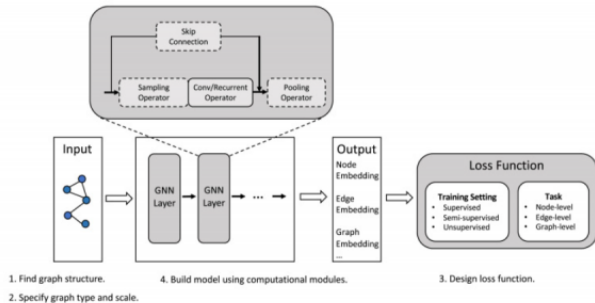 Skip
Connection
Sampling
Operator
Conv/Recurrent
Operator
Pooling
Operator
Input
GNN
Layer
GNN
Layer
...
Output
Node
Embedding
Edge
Embedding
Graph
Embedding
...
Loss Function
Training Setting
• Supervised
• Semi-supervised
• Unsupervised
Task
• Node-level
• Edge-level
• Graph-level
1. Find graph structure.
2. Specify graph type and scale.
4. Build model using computational modules.
3. Design loss function.